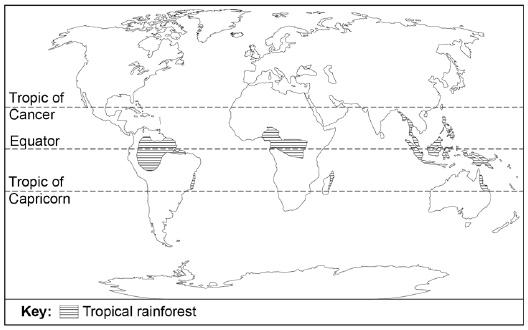 Tropic of
Cancer
Equator
Tropic of
Capricorn
Key: Tropical rainforest